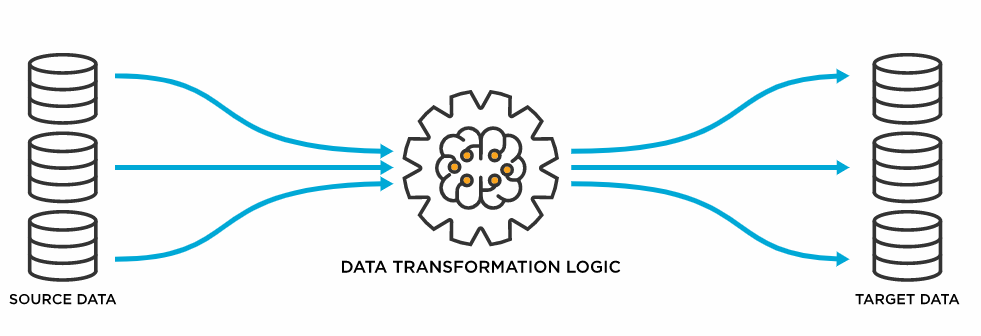 DATA TRANSFORMATION LOGIC
SOURCE DATA
TARGET DATA